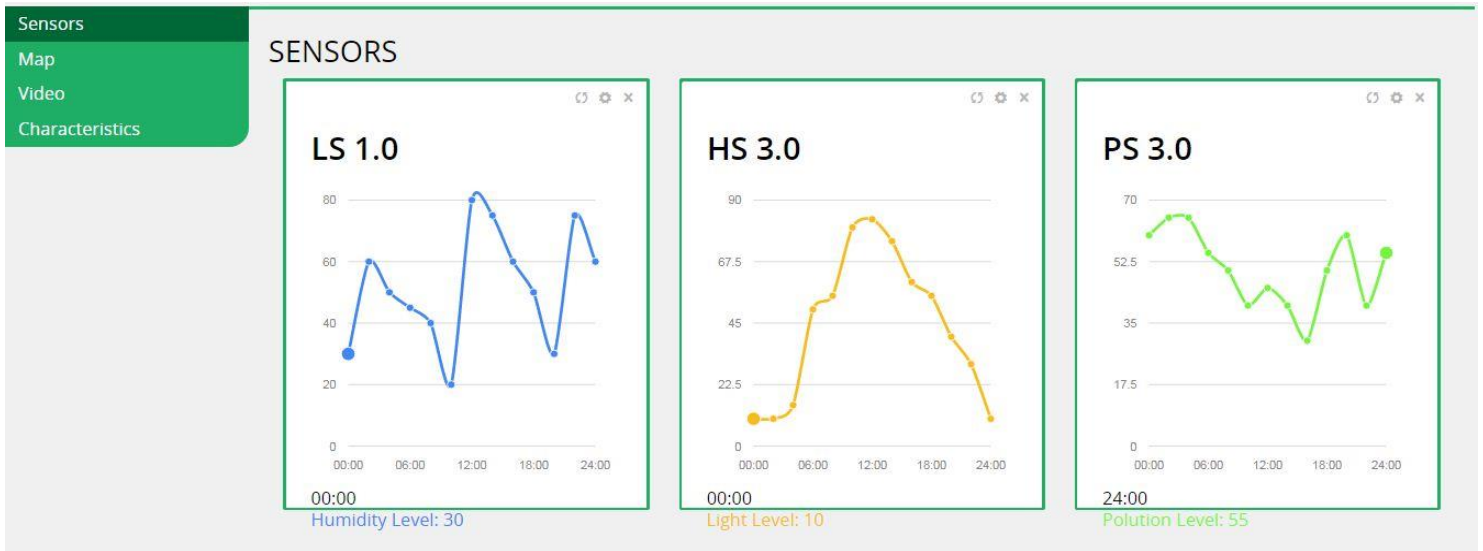 Sensors
Map
Video
Characteristics
SENSORS
LS 1.0
80
60
40
20
0
00:00 06:00 12:00 18:00 24:00
00:00
Humidity Level: 30
HS 3.0
90
67.5
45
22.5
0
00:00 06:00 12:00 18:00 24:00
00:00
Light Level: 10
PS 3.0
70
52.5
35
17.5
0
00:00 06:00 12:00 18:00 24:00
24:00
Polution Level: 55